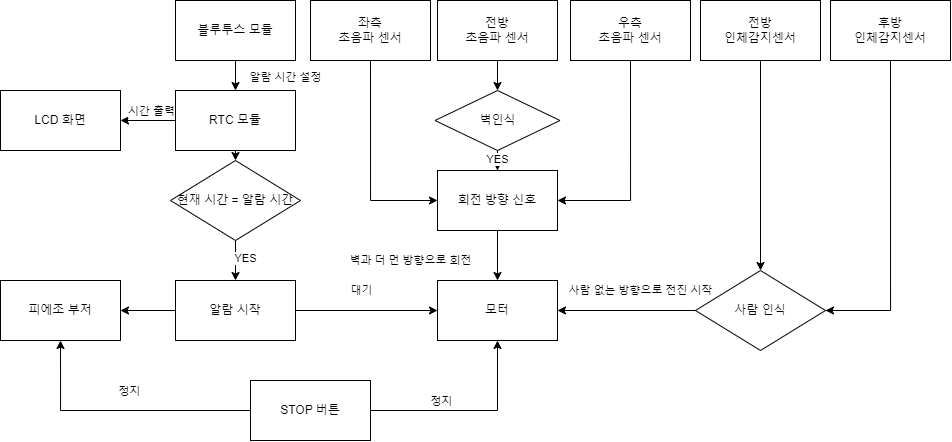 블루투스 모듈
좌측
초음파 센서
전방
초음파 센서
우측
초음파 센서
전방
인체감지센서
후방
인체감지센서
알람 시간 설정
LCD 화면
시간 출력
RTC 모듈
벽인식
YES
현재 시간 = 알람 시간
회전 방향 신호
YES
벽과 더 먼 방향으로 회전
피에조 부저
알람 시작
대기
모터
사람 없는 방향으로 전진 시작
사람 인식
정지
STOP 버튼
정지